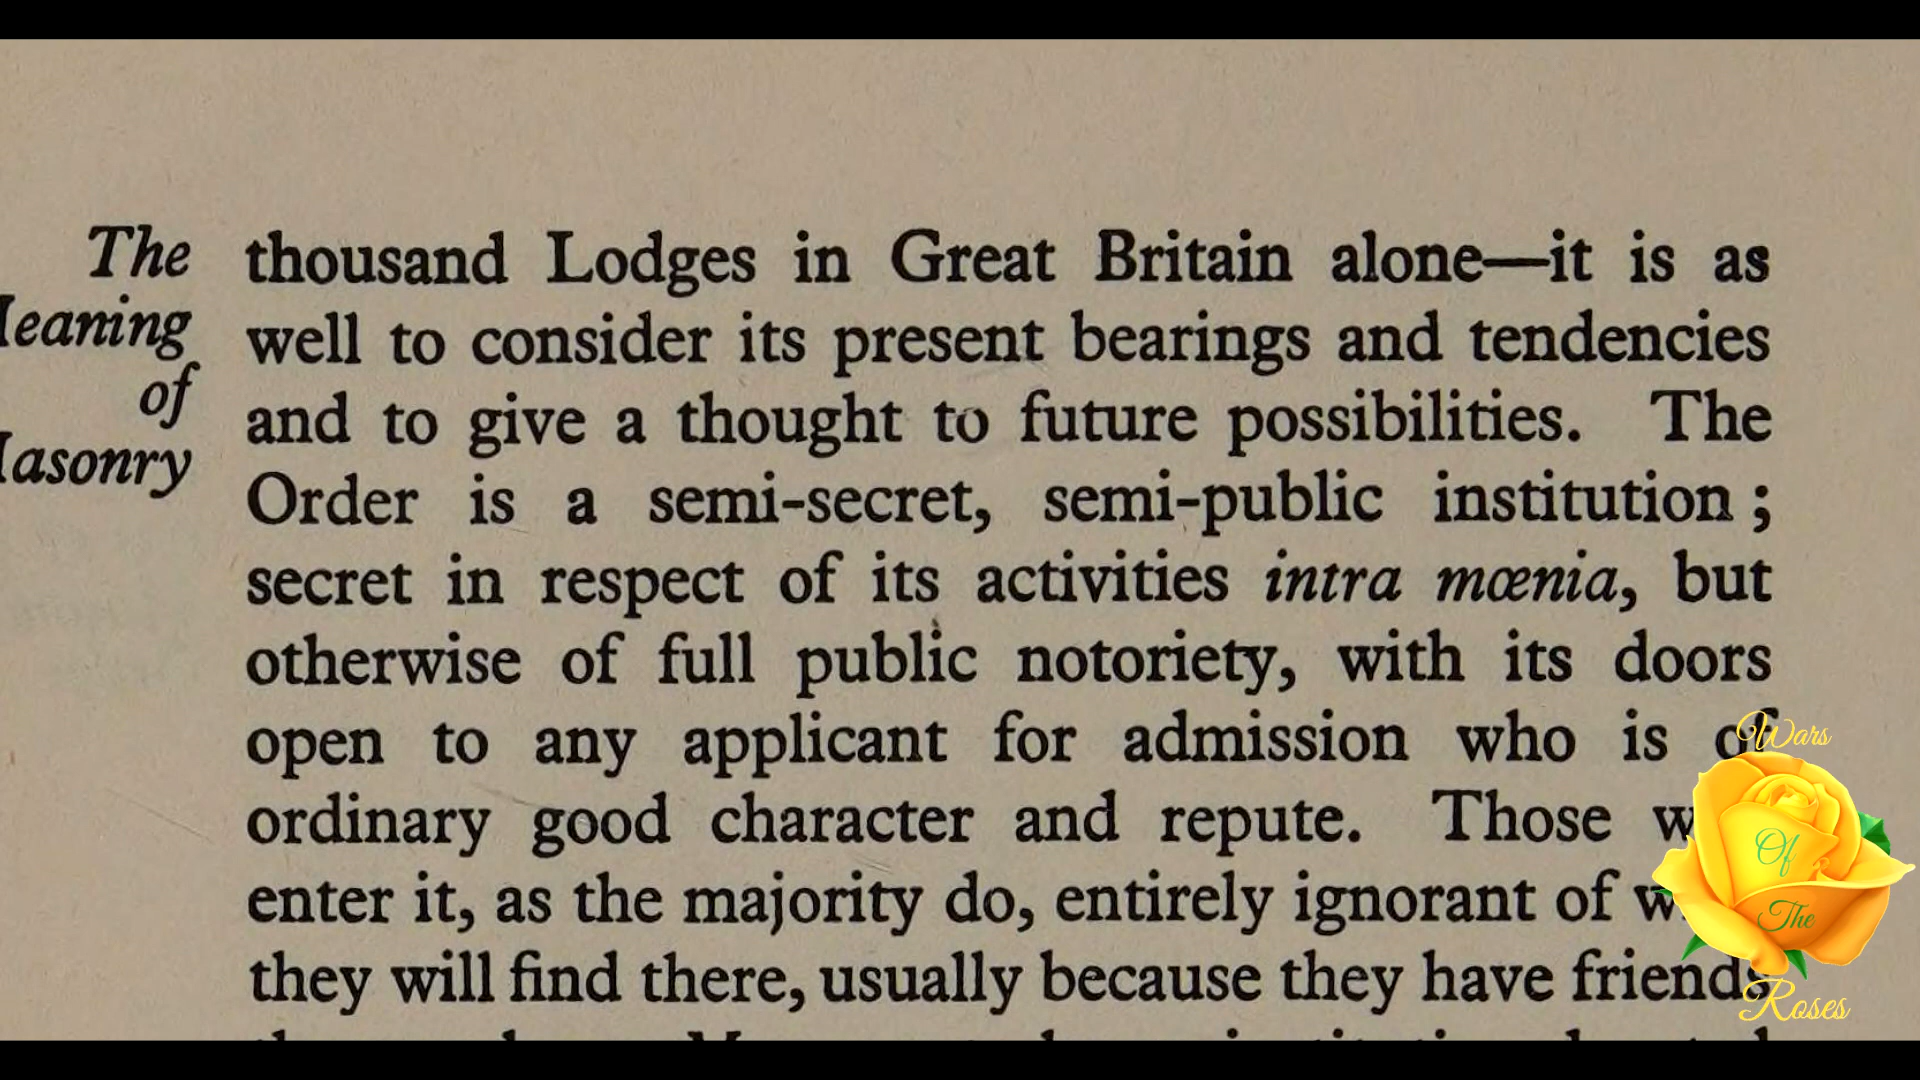 The
eaning
of
asonry
thousand Lodges in Great Britain alone—it is as
well to consider its present bearings and tendencies
and to give a thought to future possibilities. The
Order is a semi-secret, semi-public institution ;
secret in respect of its activities intra mœnia, but
otherwise of full public notoriety, with its doors
open to any applicant for admission who is of
ordinary good character and repute. Those
enter it, as the majority do, entirely ignorant of
they will find there, usually because they have friends
Wars
Of
The
Roses